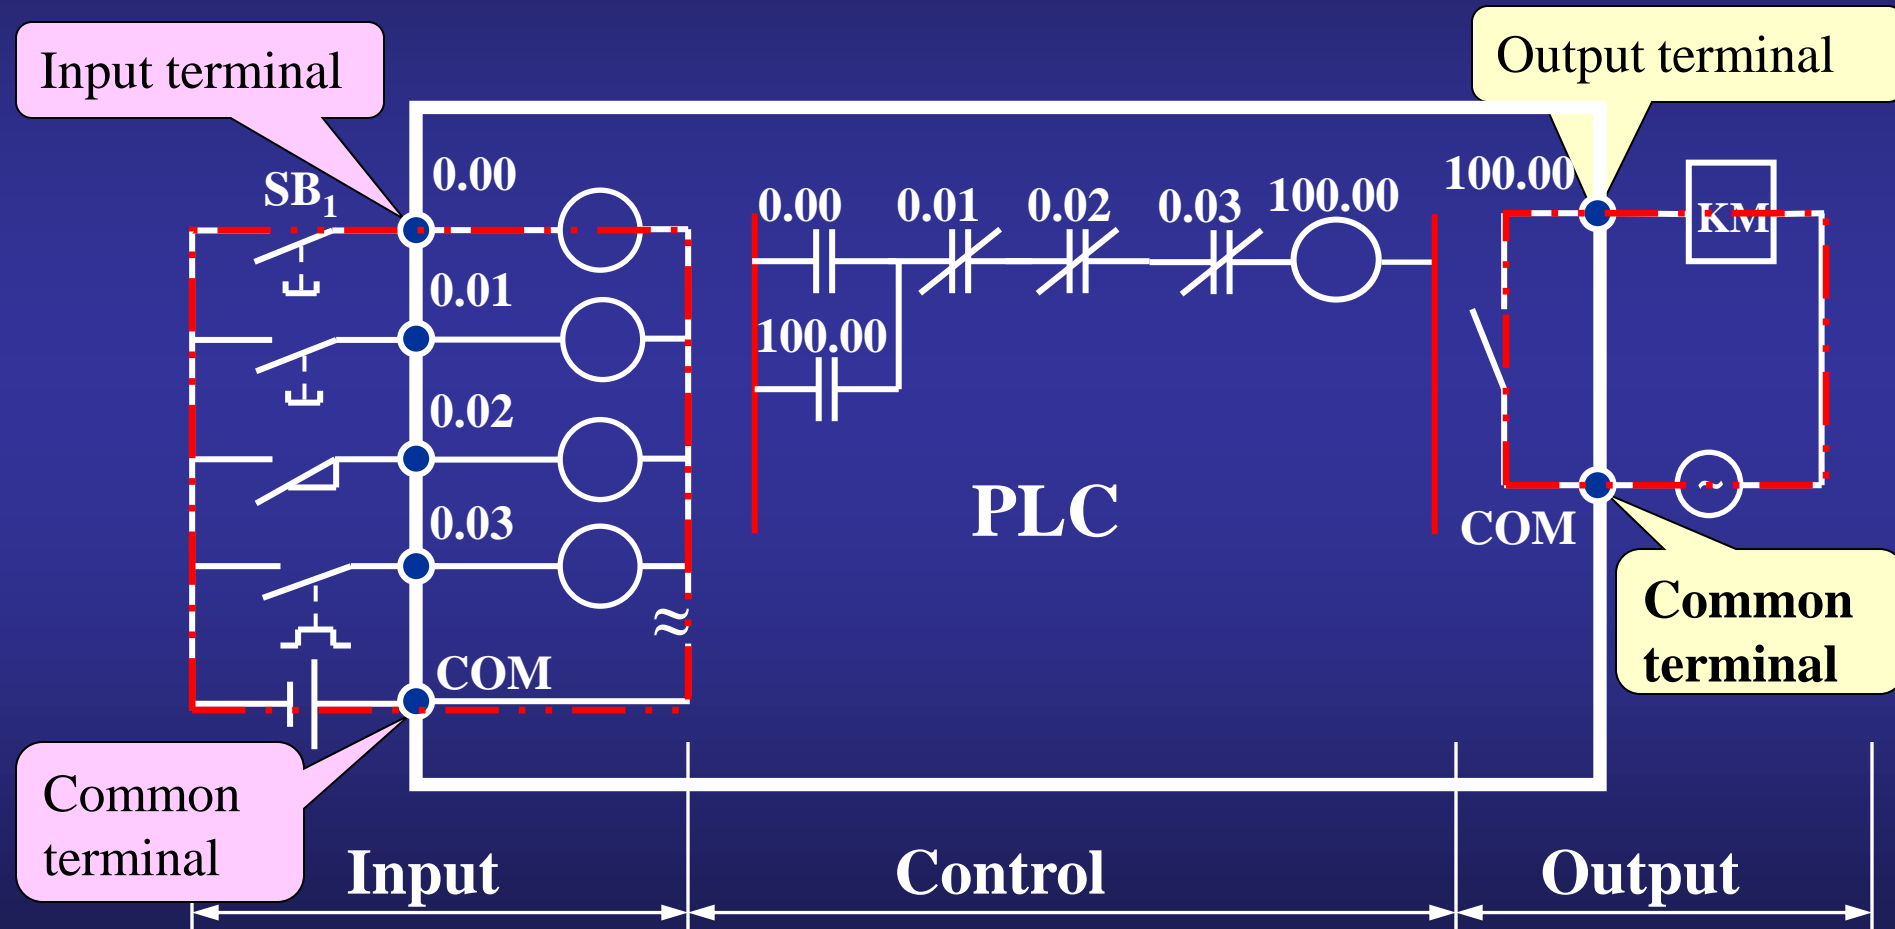 Input terminal
Output terminal
SB1
0.00
0.01
0.02
0.03
COM
≈
0.00
0.01
0.02
0.03
100.00
100.00
PLC
100.00
KM
~
COM
Common
terminal
Common
terminal
Input
Control
Output